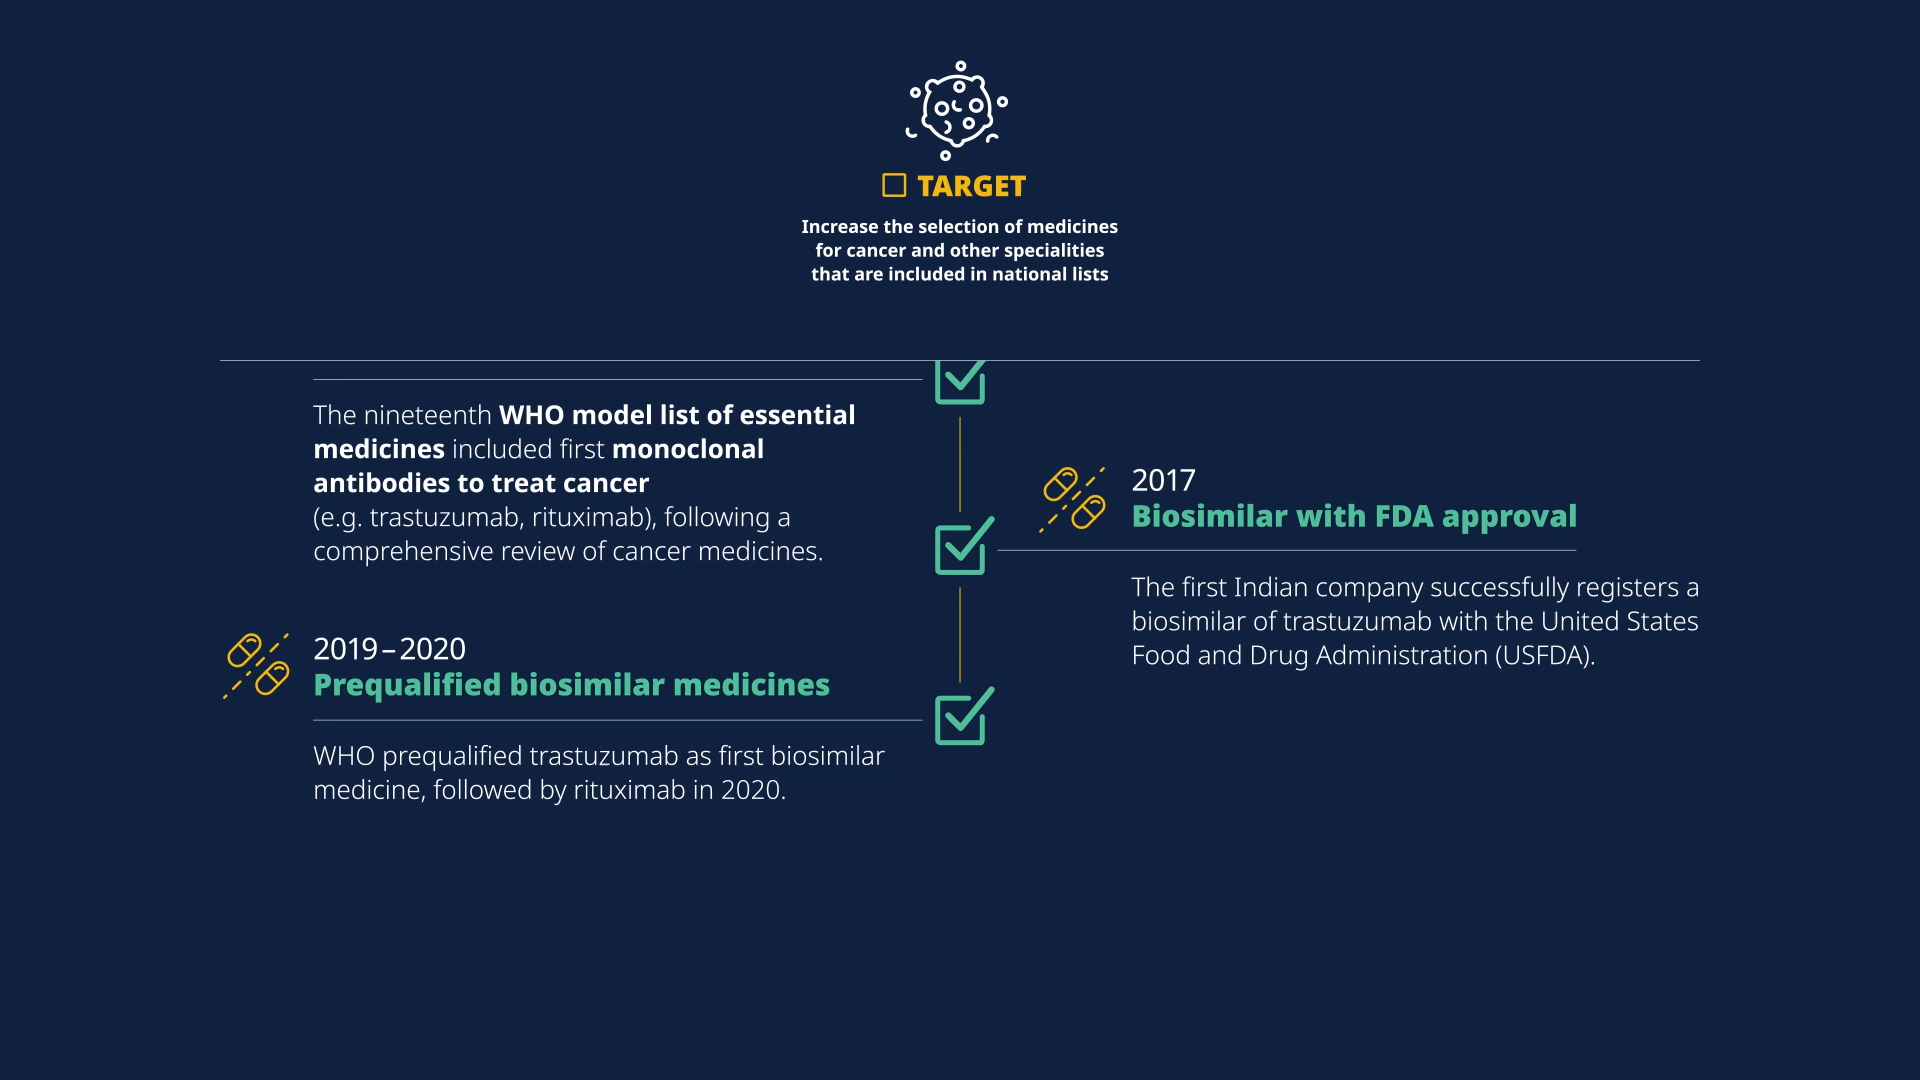 TARGET
Increase the selection of medicines
for cancer and other specialities
that are included in national lists
The nineteenth WHO model list of essential
medicines included first monoclonal
antibodies to treat cancer
(e.g. trastuzumab, rituximab), following a
comprehensive review of cancer medicines.
2017
Biosimilar with FDA approval
The first Indian company successfully registers a
biosimilar of trastuzumab with the United States
Food and Drug Administration (USFDA).
2019–2020
Prequalified biosimilar medicines
WHO prequalified trastuzumab as first biosimilar
medicine, followed by rituximab in 2020.